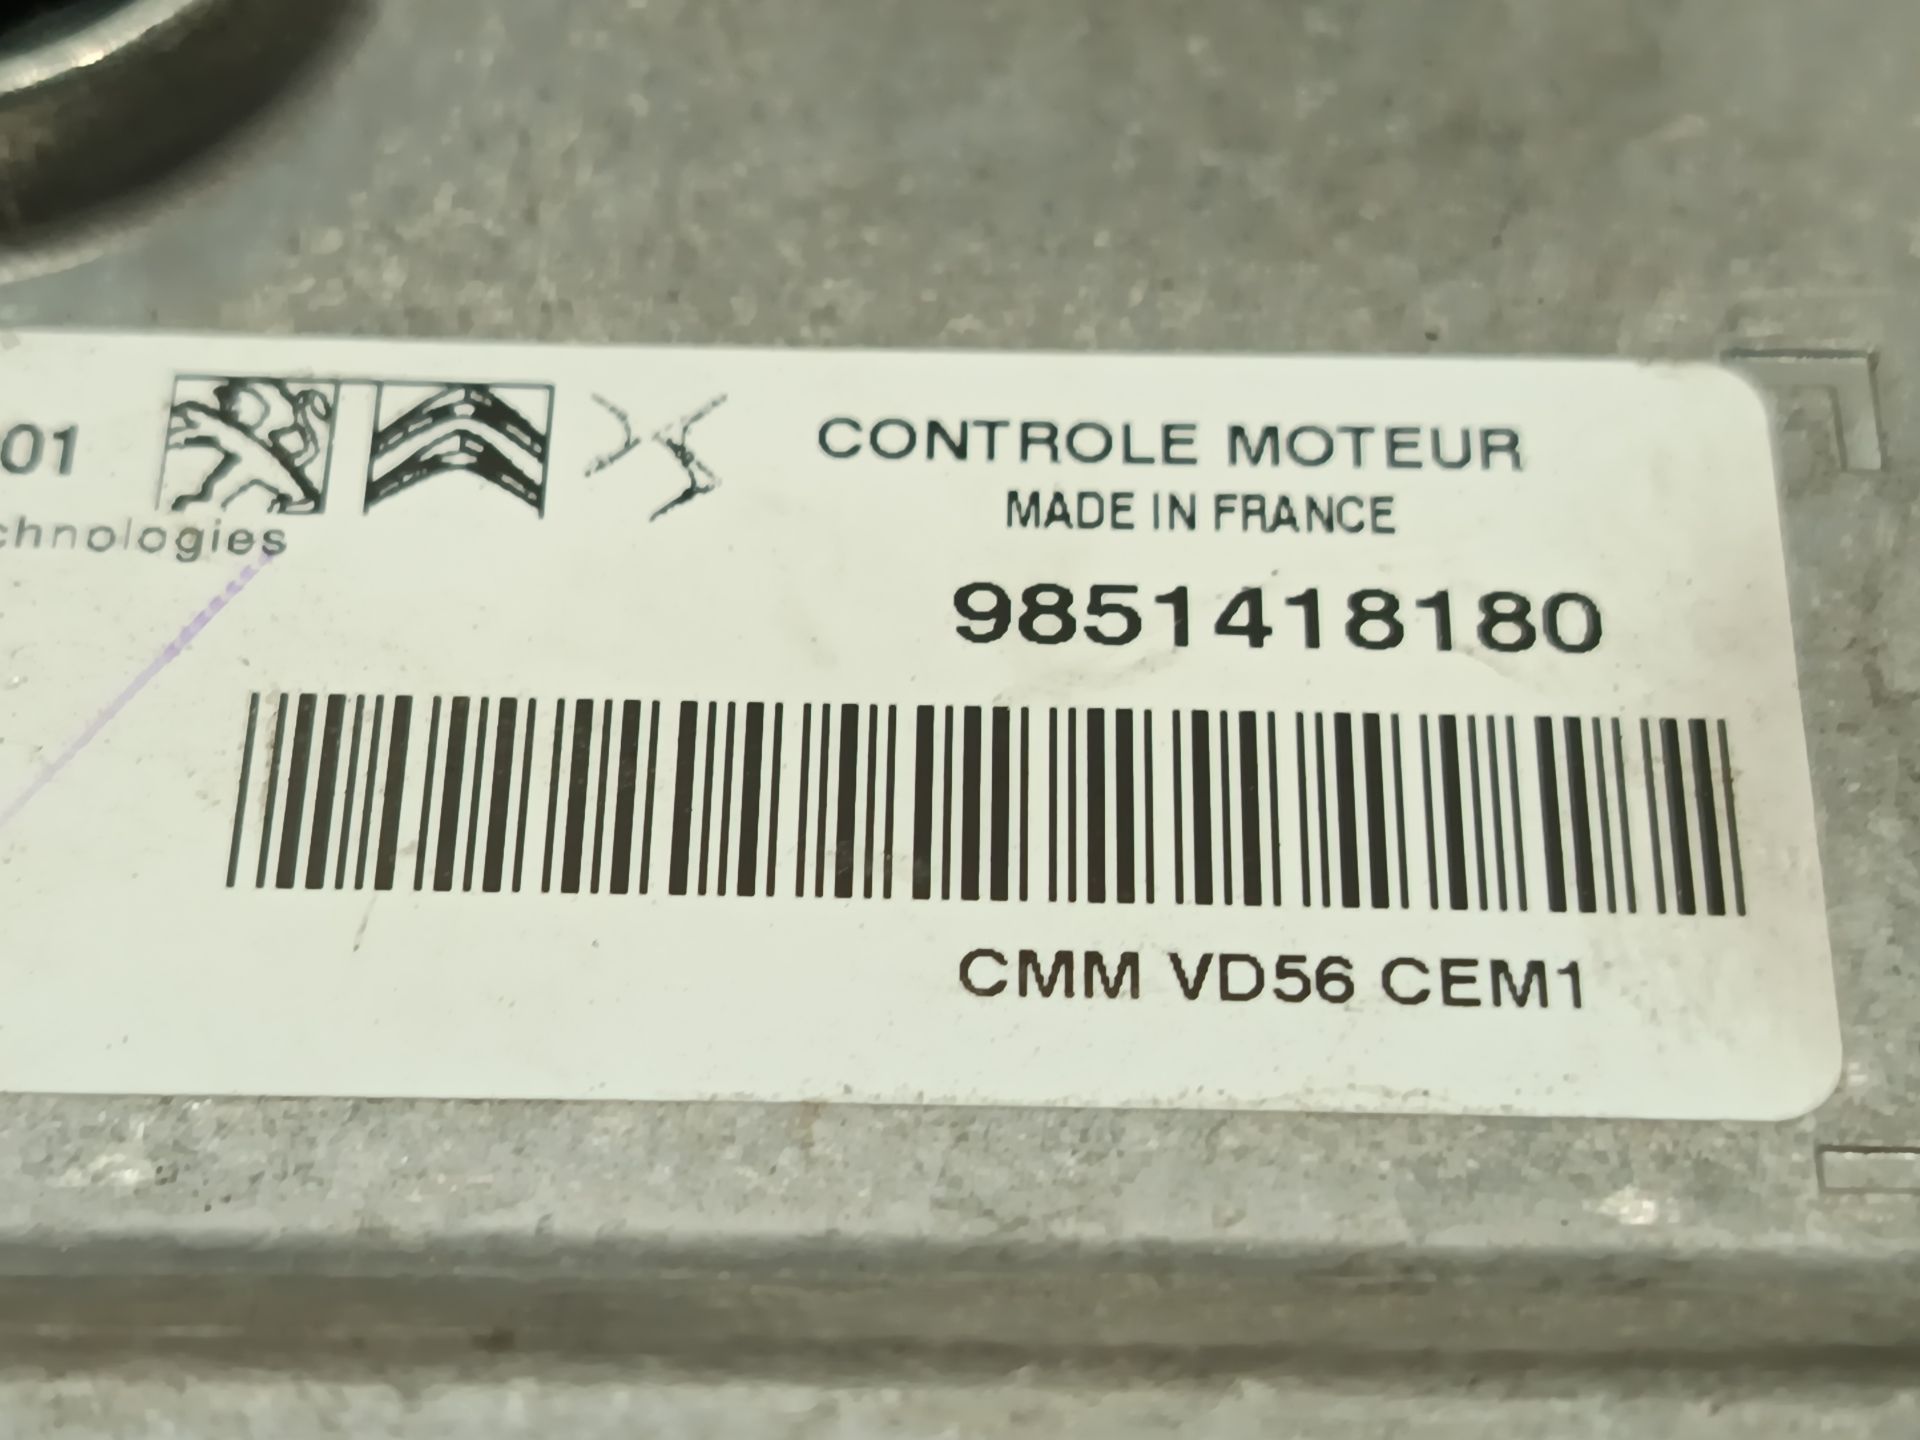 01
CONTROLE MOTEUR
MADE IN FRANCE
chnologies
9851418180
CMM VD56 CEM1